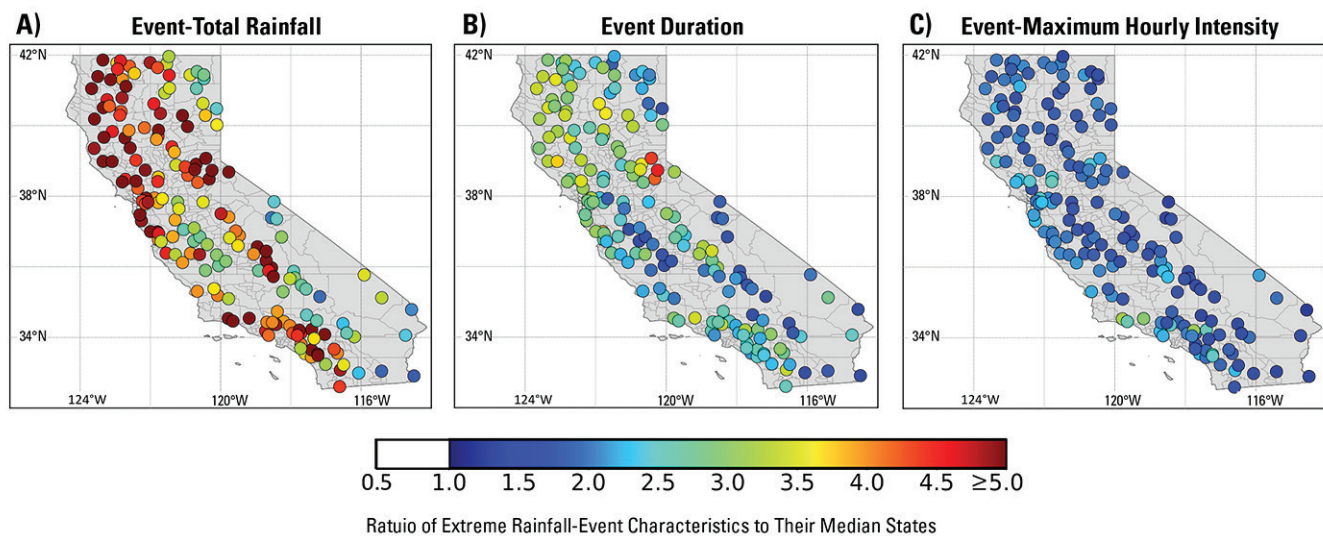 A) Event-Total Rainfall
B) Event Duration
C) Event-Maximum Hourly Intensity
42°N
38°N
34°N
124°W 120°W 116°W
42°N
38°N
34°N
124°W 120°W 116°W
42°N
38°N
34°N
124°W 120°W 116°W
0.5 1.0 1.5 2.0 2.5 3.0 3.5 4.0 4.5 ≥5.0
Ratuio of Extreme Rainfall-Event Characteristics to Their Median States